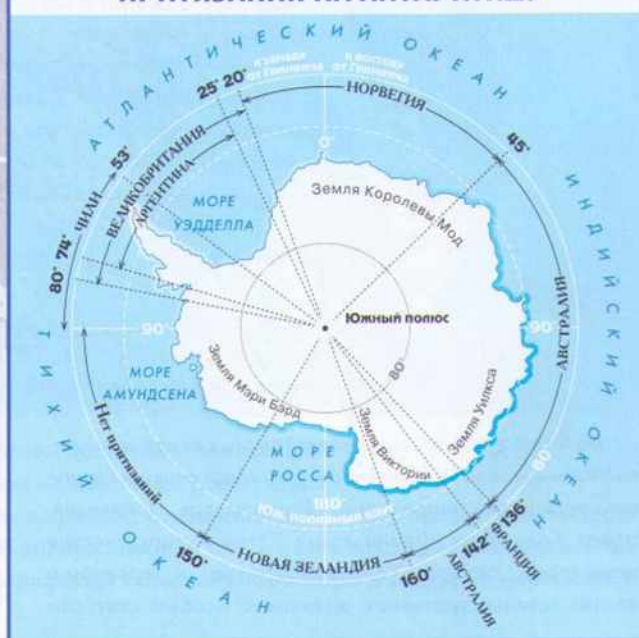 АТЛАНТИЧЕСКИЙ ОКЕАН
К ЗАПАДУ
ОТ ГРИНВИЧА
К ВОСТОКУ
ОТ ГРИНВИЧА
25° 20°
НОРВЕГИЯ
45°
53°
0°
ВЕЛИКОБРИТАНИЯ
АРГЕНТИНА
ЧИЛИ
74°
80°
МОРЕ
УЭДДЕЛЛА
Земля Королевы Мод
ИНДИЙСКИЙ ОКЕАН
АВСТРАЛИЯ
Южный полюс
90°
90°
80°
ТИХИЙ ОКЕАН
МОРЕ
АМУНДСЕНА
Земля Мэри Бэрд
Нет притязаний
Земля Уилкса
Земля Виктории
МОРЕ
РОССА
60
180°
Юж. полярный круг
136°
ФРАНЦИЯ
142°
АВСТРАЛИЯ
160°
НОВАЯ ЗЕЛАНДИЯ
150°